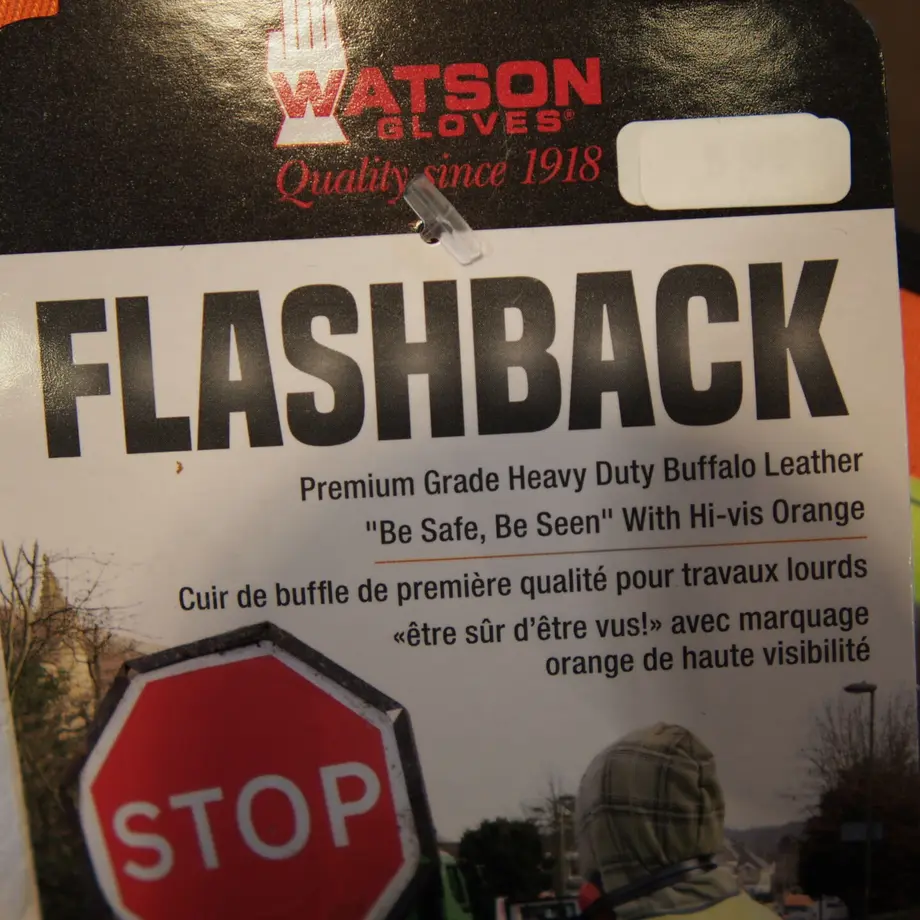 WATSON
GLOVES®
Quality since 1918
FLASHBACK
Premium Grade Heavy Duty Buffalo Leather
"Be Safe, Be Seen" With Hi-vis Orange
Cuir de buffle de première qualité pour travaux lourds
«être sûr d'être vus!» avec marquage
orange de haute visibilité
STOP